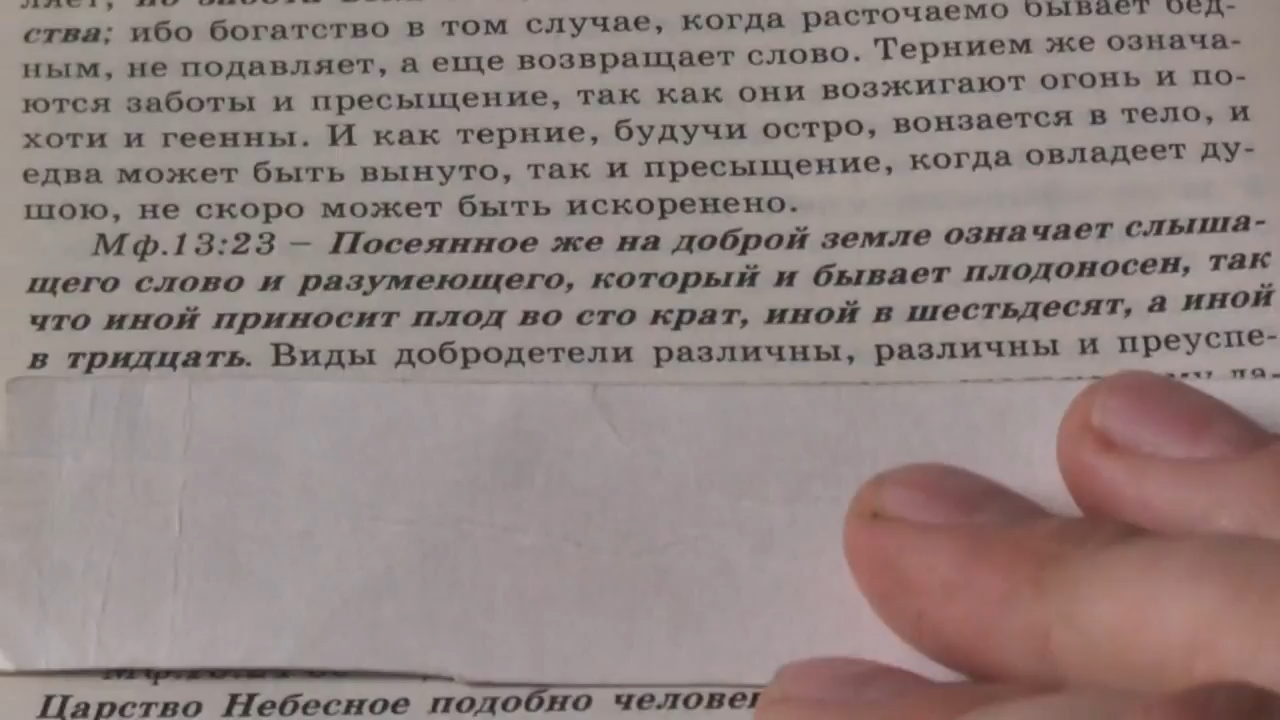 ства; ибо богатство в том случае, когда расточаемо бывает бед-
ным, не подавляет, а еще возвращает слово. Тернием же означа-
ются заботы и пресыщение, так как они возжигают огонь и по-
хоти и геенны. И как терние, будучи остро, вонзается в тело, и
едва может быть вынуто, так и пресыщение, когда овладеет ду-
шою, не скоро может быть искоренено.
Мф.13:23 – Посеянное же на доброй земле означает слыша-
щего слово и разумеющего, который и бывает плодоносен, так
что иной приносит плод во сто крат, иной в шестьдесят, а иной
в тридцать. Виды добродетели различны, различны и преуспе-
Царство Небесное подобно